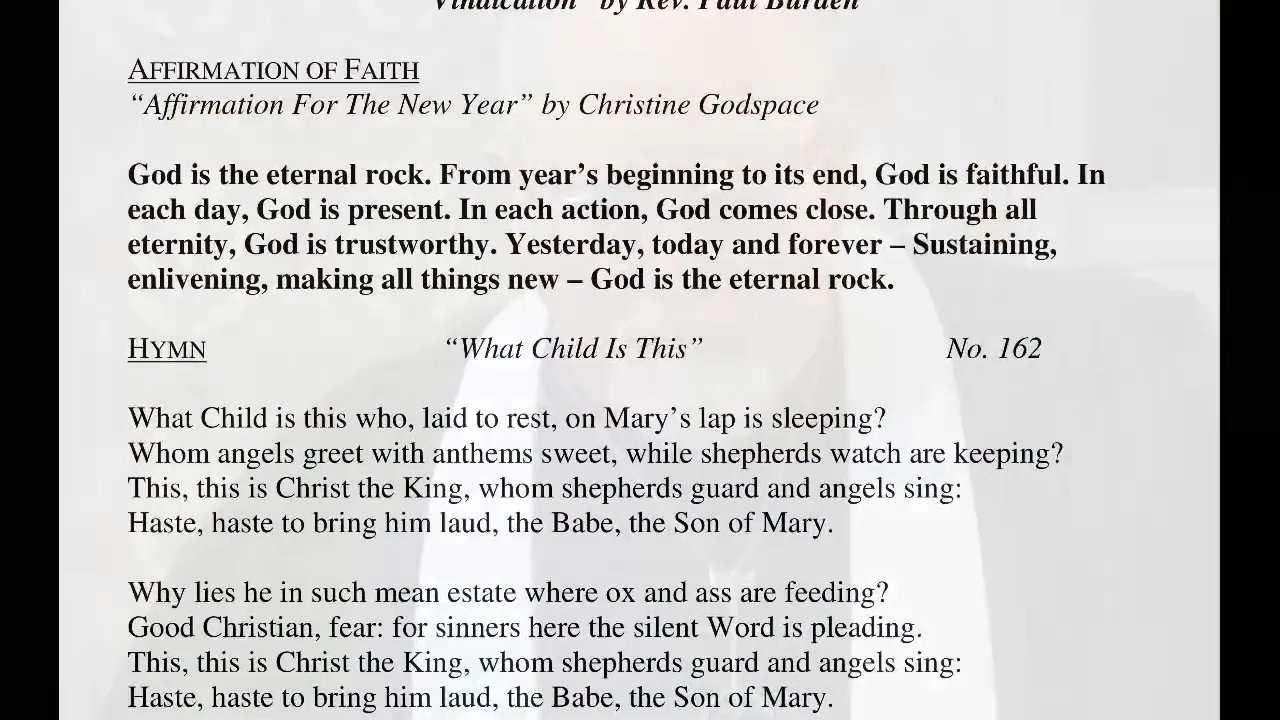 Vindication" by Rev. Paul Burden
AFFIRMATION OF FAITH
“Affirmation For The New Year” by Christine Godspace
God is the eternal rock. From year’s beginning to its end, God is faithful. In
each day, God is present. In each action, God comes close. Through all
eternity, God is trustworthy. Yesterday, today and forever – Sustaining,
enlivening, making all things new – God is the eternal rock.
HYMN “What Child Is This” No. 162
What Child is this who, laid to rest, on Mary’s lap is sleeping?
Whom angels greet with anthems sweet, while shepherds watch are keeping?
This, this is Christ the King, whom shepherds guard and angels sing:
Haste, haste to bring him laud, the Babe, the Son of Mary.
Why lies he in such mean estate where ox and ass are feeding?
Good Christian, fear: for sinners here the silent Word is pleading.
This, this is Christ the King, whom shepherds guard and angels sing:
Haste, haste to bring him laud, the Babe, the Son of Mary.